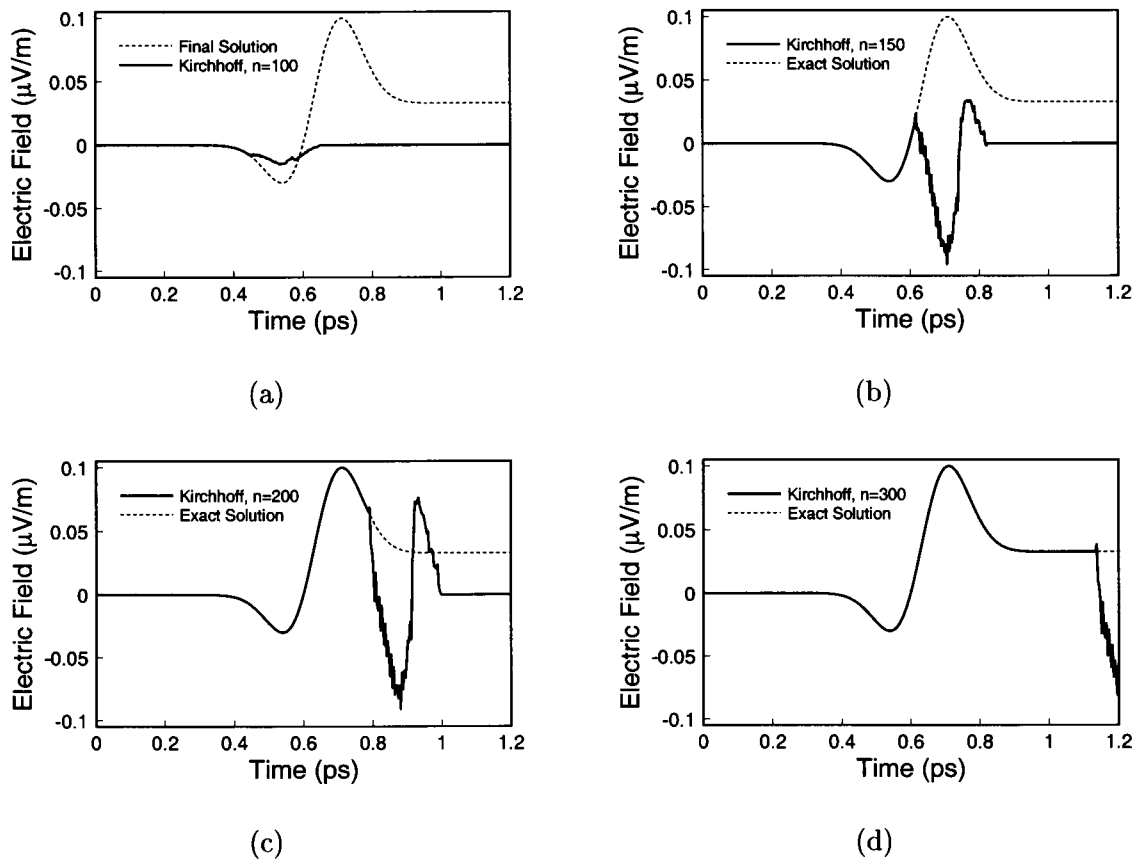 0.1
0.05
0
-0.05
-0.1
Electric Field (µV/m)
Final Solution
Kirchhoff, n=100
0 0.2 0.4 0.6 0.8 1 1.2
Time (ps)
(a)
0.1
0.05
0
-0.05
-0.1
Electric Field (µV/m)
Kirchhoff, n=150
Exact Solution
0 0.2 0.4 0.6 0.8 1 1.2
Time (ps)
(b)
0.1
0.05
0
-0.05
-0.1
Electric Field (µV/m)
Kirchhoff, n=200
Exact Solution
0 0.2 0.4 0.6 0.8 1 1.2
Time (ps)
(c)
0.1
0.05
0
-0.05
-0.1
Electric Field (µV/m)
Kirchhoff, n=300
Exact Solution
0 0.2 0.4 0.6 0.8 1 1.2
Time (ps)
(d)